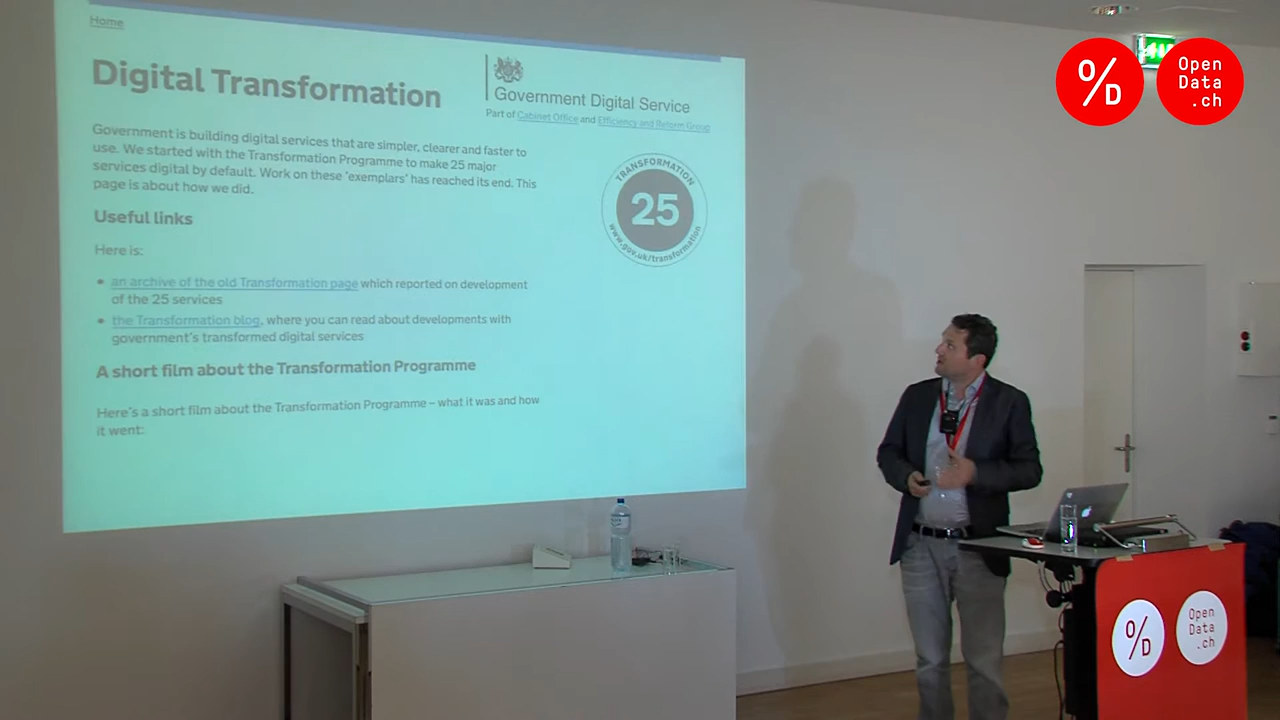 Home
Digital Transformation
Government Digital Service
Part of Cabinet Office and Efficiency and Reform Group
Government is building digital services that are simpler, clearer and faster to
use. We started with the Transformation Programme to make 25 major
services digital by default. Work on these 'exemplars' has reached its end. This
page is about how we did.
TRANSFORMATION
25
www.gov.uk/transformation
Useful links
Here is:
• an archive of the old Transformation page which reported on development
of the 25 services
• the Transformation blog, where you can read about developments with
government's transformed digital services
A short film about the Transformation Programme
Here's a short film about the Transformation Programme – what it was and how
it went:
%D
Open
Data
.ch
%D
Open
Data
.ch